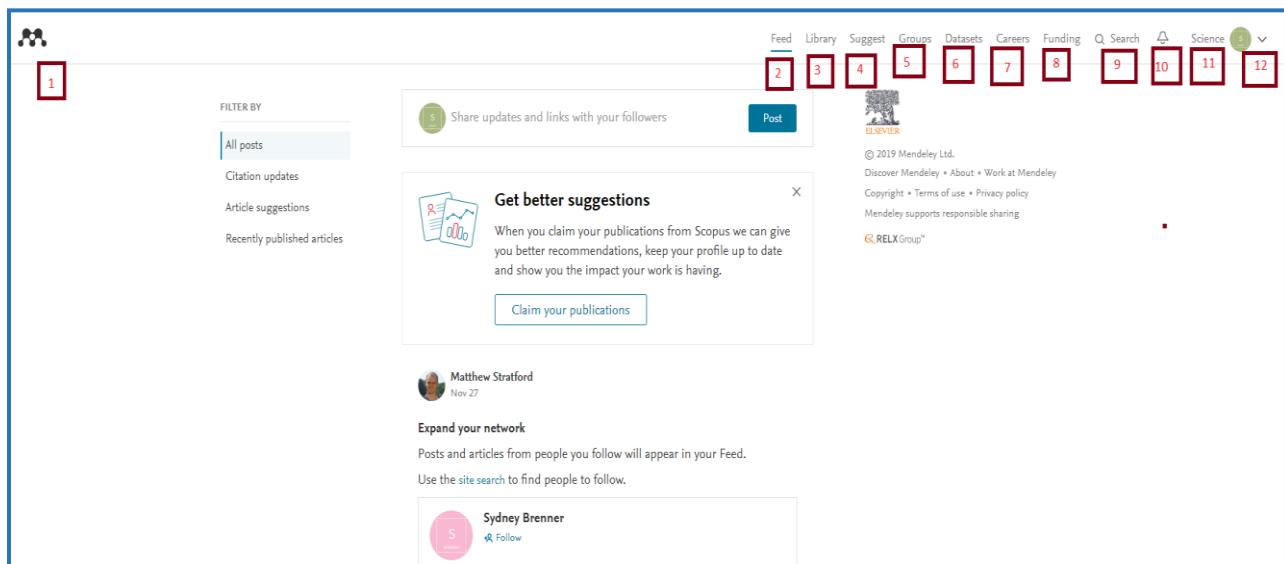 Feed Library Suggest Groups Datasets Careers Funding Search Science S
1 2 3 4 5 6 7 8 9 10 11 12
FILTER BY
All posts
Citation updates
Article suggestions
Recently published articles
S Share updates and links with your followers Post
Get better suggestions
When you claim your publications from Scopus we can give
you better recommendations, keep your profile up to date
and show you the impact your work is having.
Claim your publications
Matthew Stratford
Nov 27
Expand your network
Posts and articles from people you follow will appear in your Feed.
Use the site search to find people to follow.
S
Sydney Brenner
Follow
ELSEVIER
© 2019 Mendeley Ltd.
Discover Mendeley • About • Work at Mendeley
Copyright • Terms of use • Privacy policy
Mendeley supports responsible sharing
RELX Group™